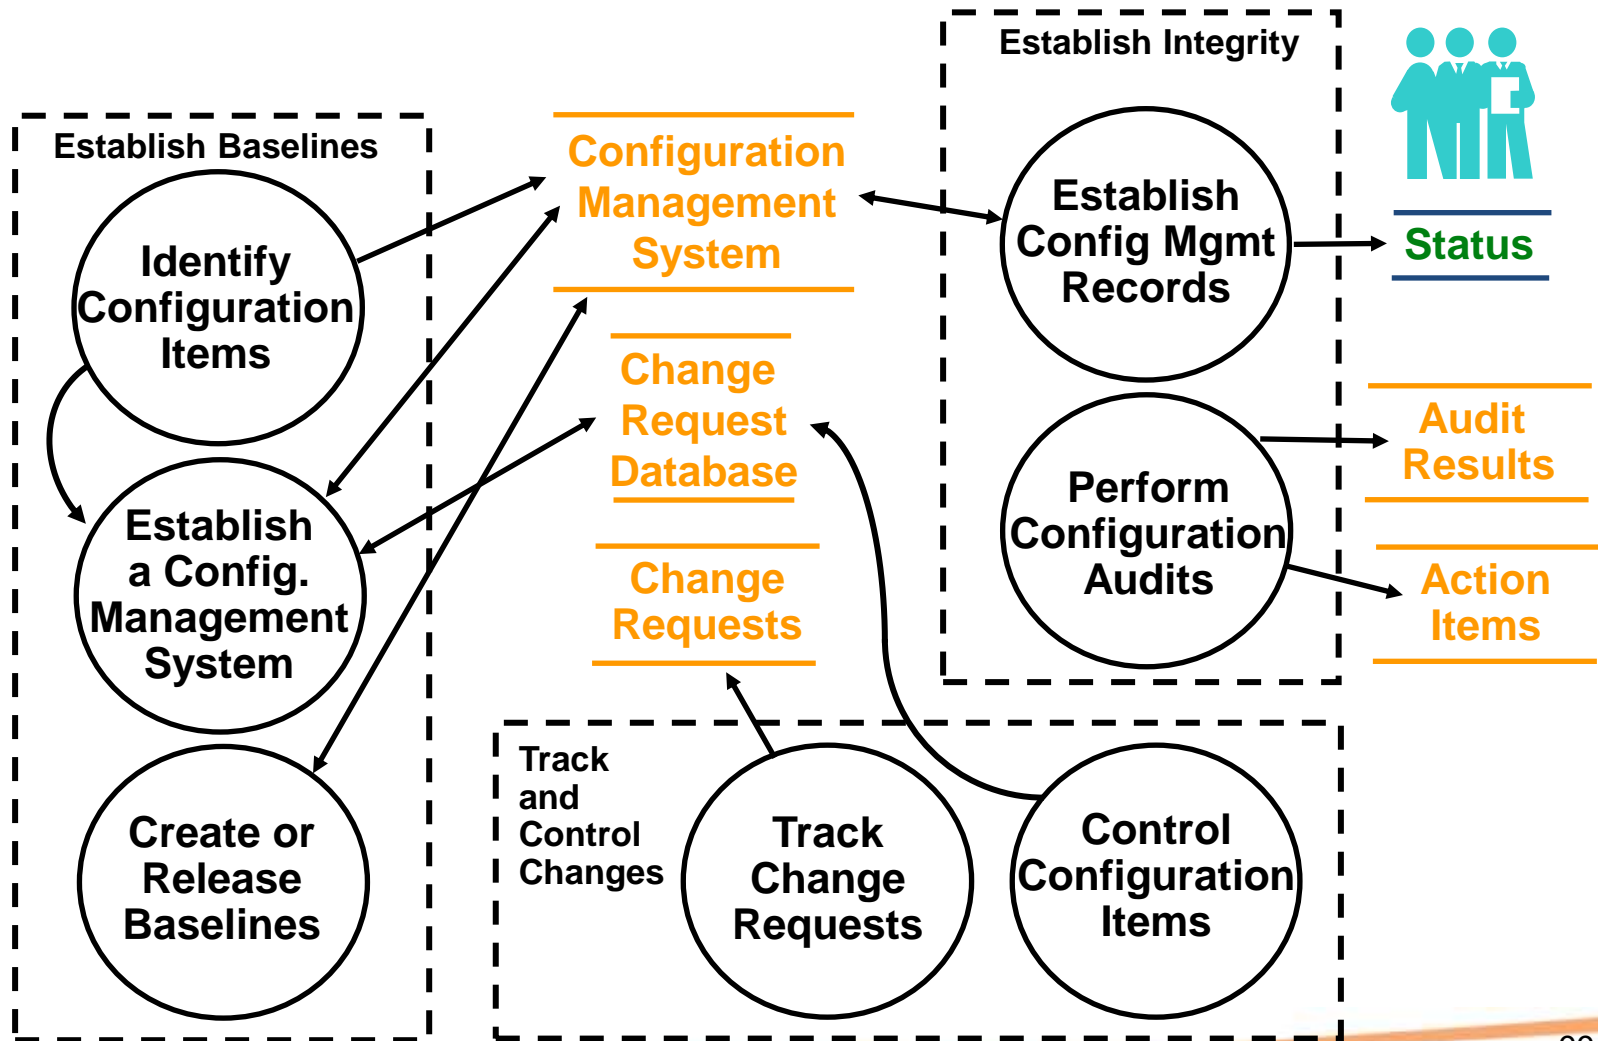 Establish Baselines
Identify
Configuration
Items
Establish
a Config.
Management
System
Create or
Release
Baselines
Configuration
Management
System
Change
Request
Database
Change
Requests
Track
and
Control
Changes
Track
Change
Requests
Control
Configuration
Items
Establish Integrity
Establish
Config Mgmt
Records
Perform
Configuration
Audits
Status
Audit
Results
Action
Items